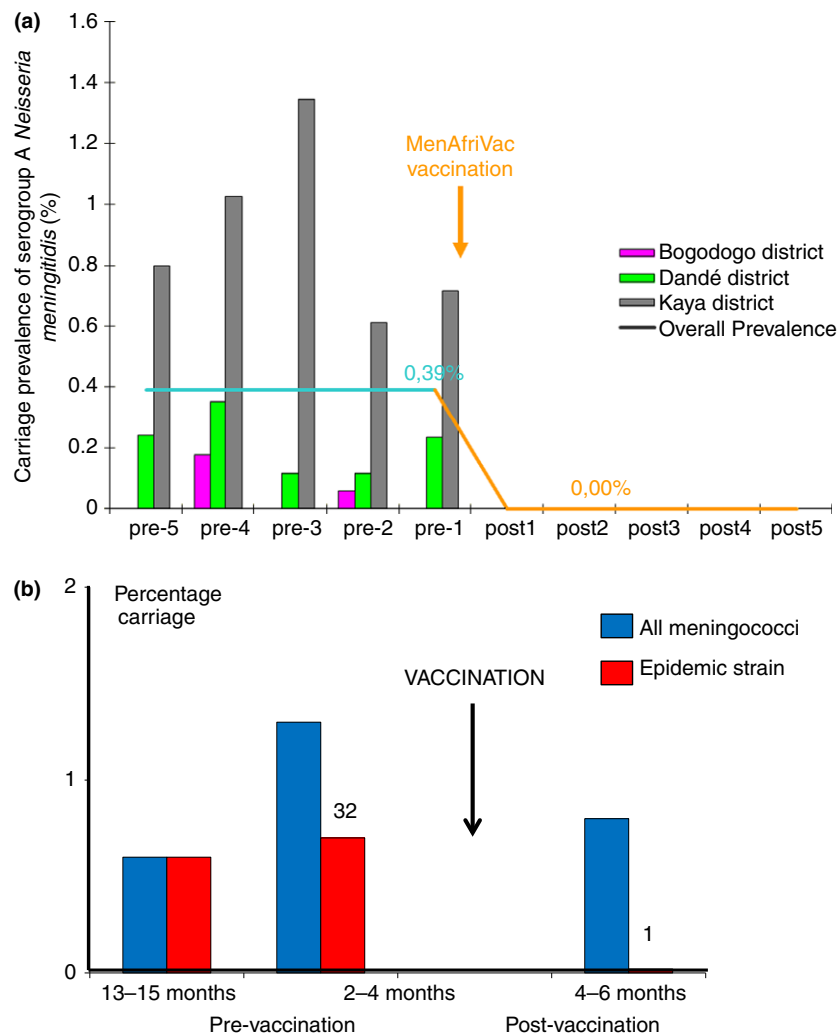 (a)
Carriage prevalence of serogroup A Neisseria
meningitidis (%)
1.6
1.4
1.2
1
0.8
0.6
0.4
0.2
0
MenAfriVac
vaccination
Bogodogo district
Dandé district
Kaya district
Overall Prevalence
0,39%
0,00%
pre-5 pre-4 pre-3 pre-2 pre-1 post1 post2 post3 post4 post5
(b)
2
1
0
Percentage
carriage
All meningococci
Epidemic strain
VACCINATION
32
1
13–15 months 2–4 months 4–6 months
Pre-vaccination Post-vaccination